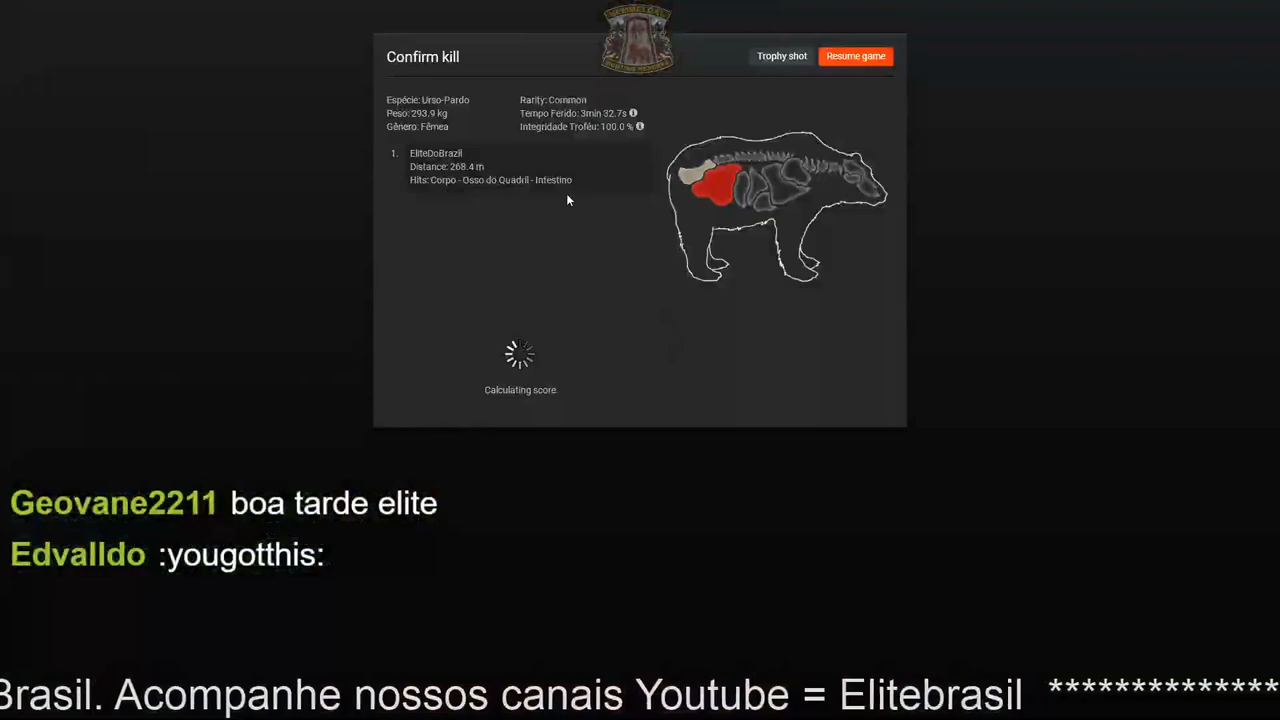 Confirm kill
Trophy shot
Resume game
Espécie: Urso-Pardo
Rarity: Common
Peso: 293.9 kg
Tempo Ferido: 3min 32.7s
Gênero: Fêmea
Integridade Troféu: 100.0 %
1. EliteDoBrazil
Distance: 268.4 m
Hits: Corpo - Osso do Quadril - Intestino
Calculating score
Geovane2211 boa tarde elite
Edvalldo :yougotthis:
Brasil. Acompanhe nossos canais Youtube = Elitebrasil **************